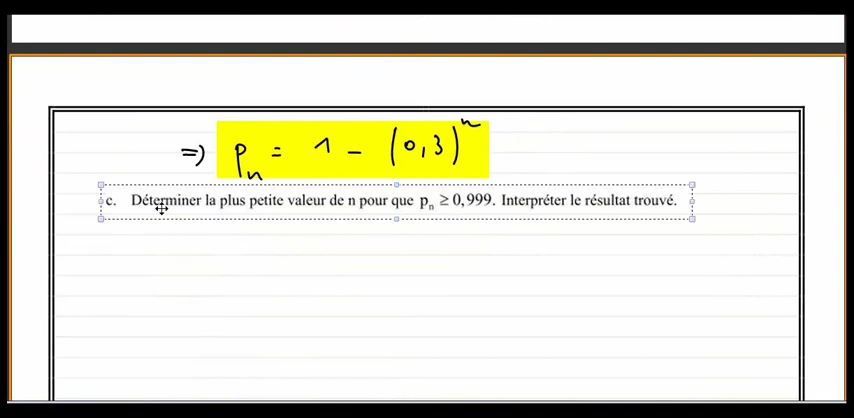 ⇒ pₙ = 1 - (0,3)ⁿ
c. Déterminer la plus petite valeur de n pour que pₙ ≥ 0,999. Interpréter le résultat trouvé.